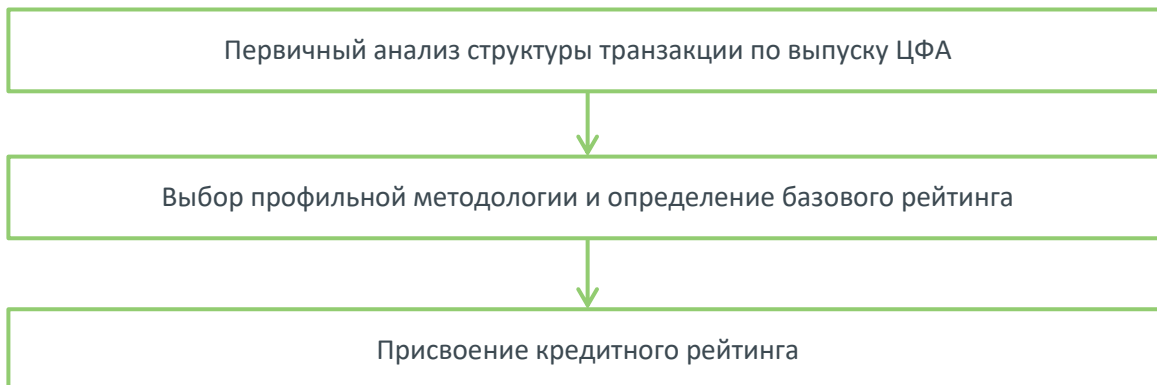 Первичный анализ структуры транзакции по выпуску ЦФА
Выбор профильной методологии и определение базового рейтинга
Присвоение кредитного рейтинга